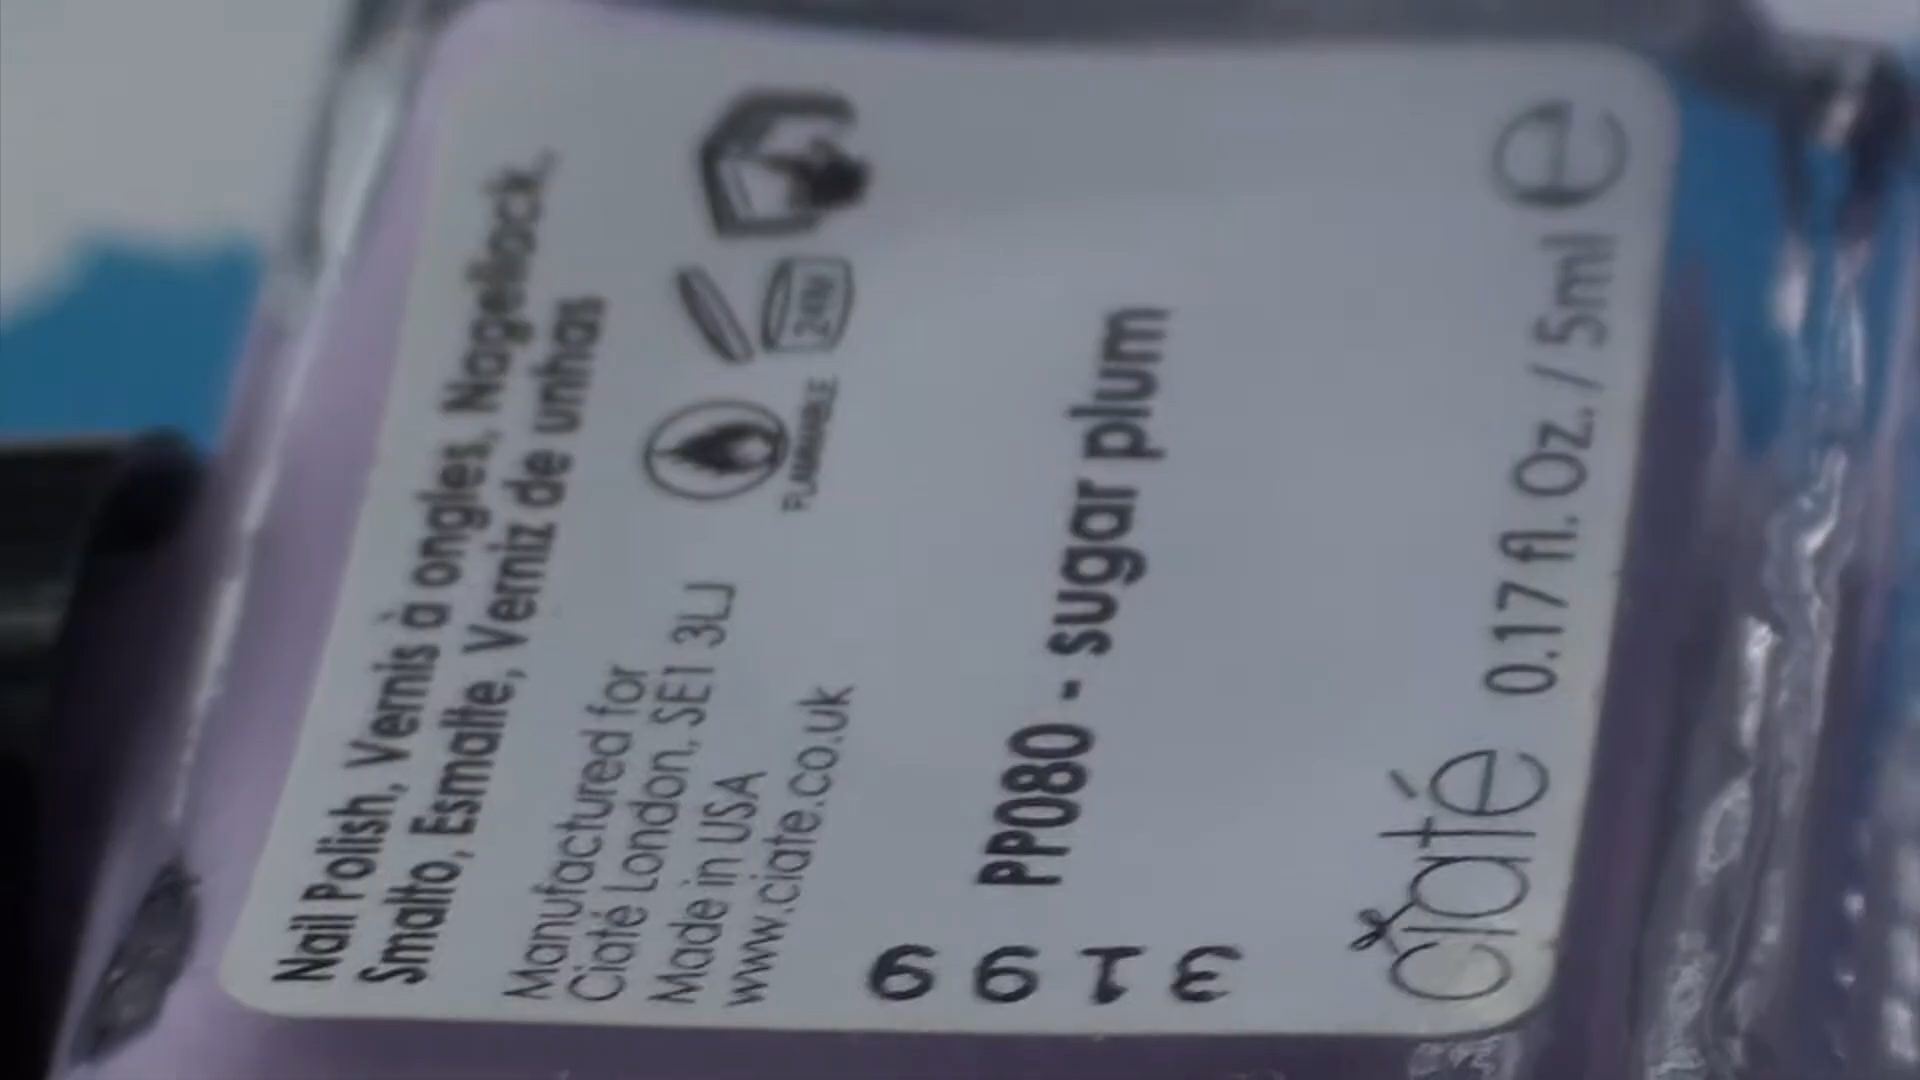 Nail Polish, Vernis à ongles, Nagellack,
Smalto, Esmalte, Verniz de unhas
Manufactured for
Ciaté London, SE1 3LJ
Made in USA
www.ciate.co.uk
FLAMMABLE
24M
PP080 - sugar plum
ciaté 0.17 fl. Oz. / 5ml e